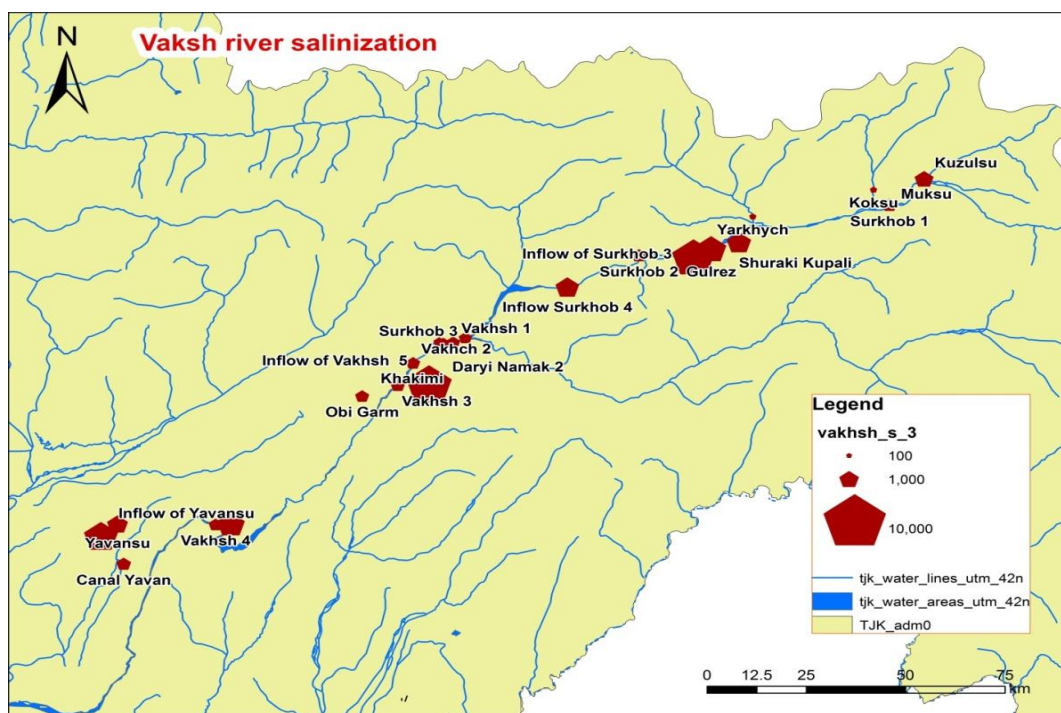 Vaksh river salinization
N
Kuzulsu
Muksu
Koksu
Surkhob 1
Yarkhych
Inflow of Surkhob 3
Shuraki Kupali
Surkhob 2
Gulrez
Inflow Surkhob 4
Surkhob 3
Vakhsh 1
Vakhch 2
Inflow of Vakhsh 5
Daryi Namak 2
Khakimi
Vakhsh 3
Obi Garm
Inflow of Yavansu
Yavansu
Vakhsh 4
Canal Yavan
Legend
vakhsh_s_3
100
1,000
10,000
tjk_water_lines_utm_42n
tjk_water_areas_utm_42n
TJK_adm0
0 12.5 25 50 75
km